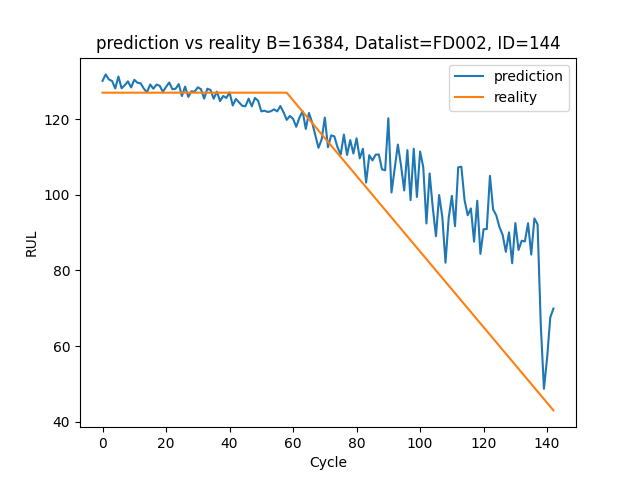 prediction vs reality B=16384, Datalist=FD002, ID=144
prediction
reality
120
100
80
60
40
RUL
0 20 40 60 80 100 120 140
Cycle